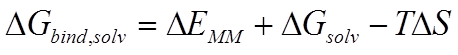 ΔG_{bind,solv} = ΔE_{MM} + ΔG_{solv} − TΔS